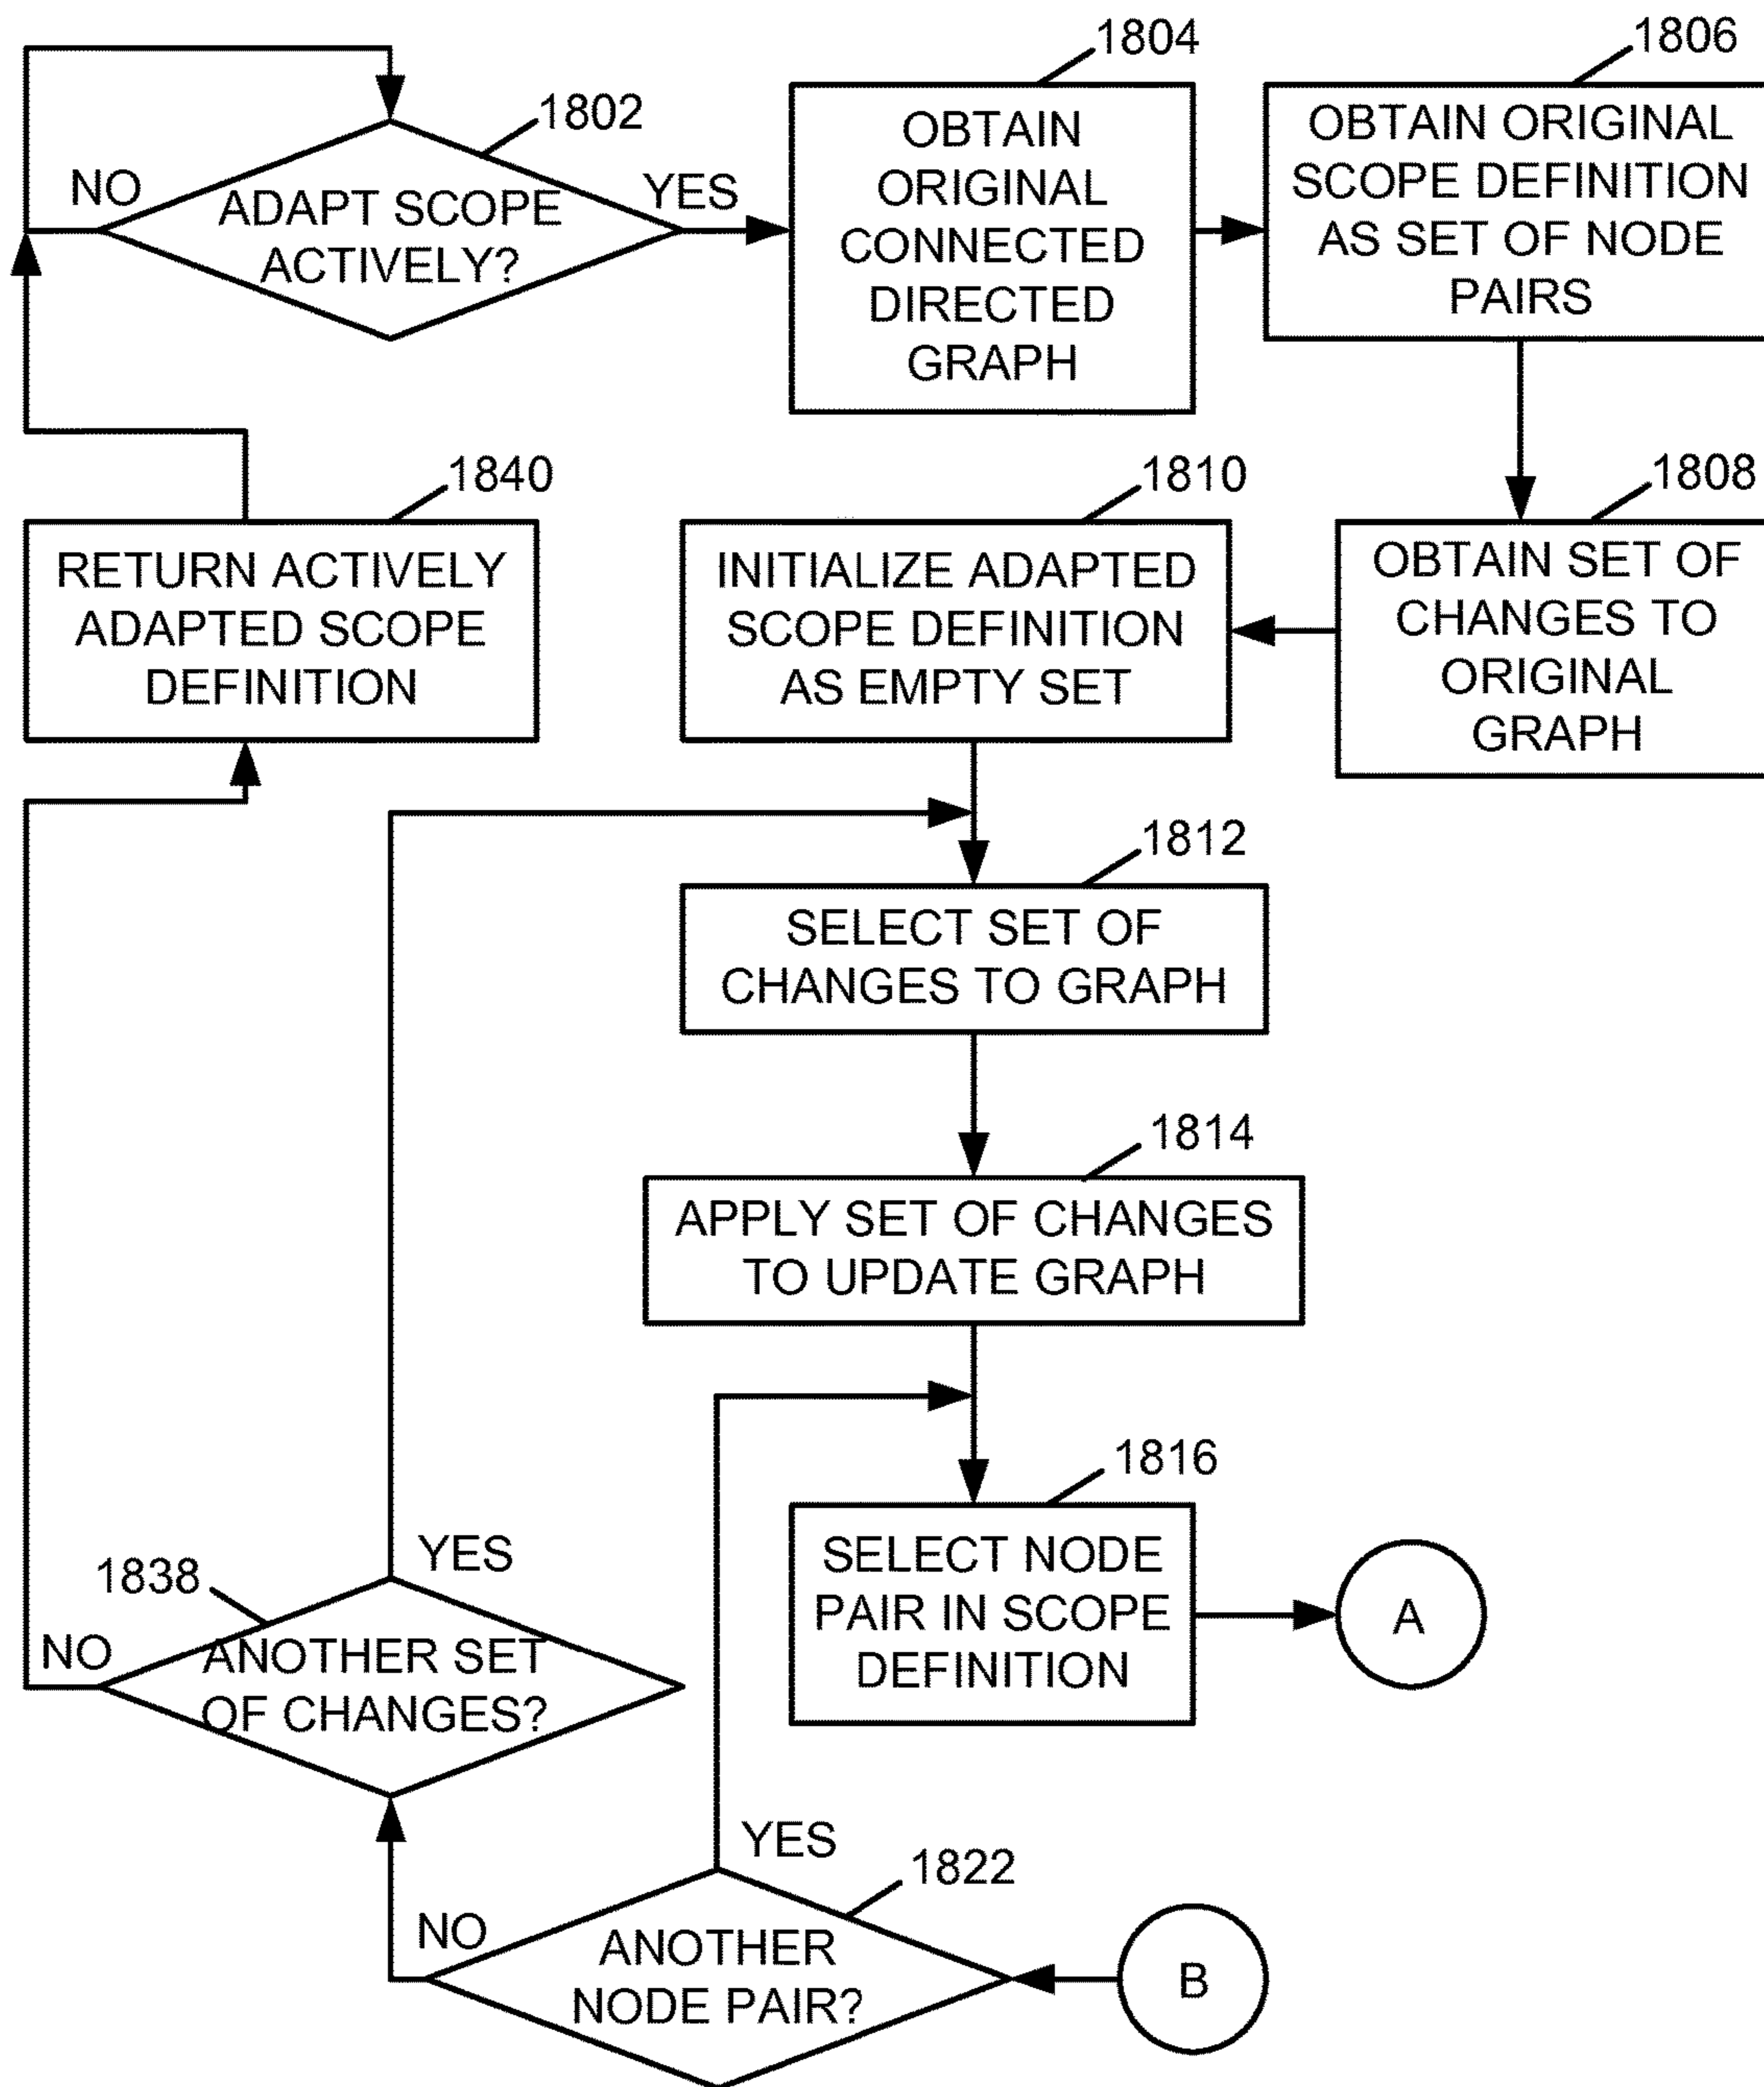 1802
ADAPT SCOPE
ACTIVELY?
NO
YES
1804
OBTAIN
ORIGINAL
CONNECTED
DIRECTED
GRAPH
1806
OBTAIN ORIGINAL
SCOPE DEFINITION
AS SET OF NODE
PAIRS
1808
OBTAIN SET OF
CHANGES TO
ORIGINAL
GRAPH
1810
INITIALIZE ADAPTED
SCOPE DEFINITION
AS EMPTY SET
1840
RETURN ACTIVELY
ADAPTED SCOPE
DEFINITION
1812
SELECT SET OF
CHANGES TO GRAPH
1814
APPLY SET OF CHANGES
TO UPDATE GRAPH
1816
SELECT NODE
PAIR IN SCOPE
DEFINITION
A
1838
YES
NO
ANOTHER SET
OF CHANGES?
YES
1822
NO
ANOTHER
NODE PAIR?
B